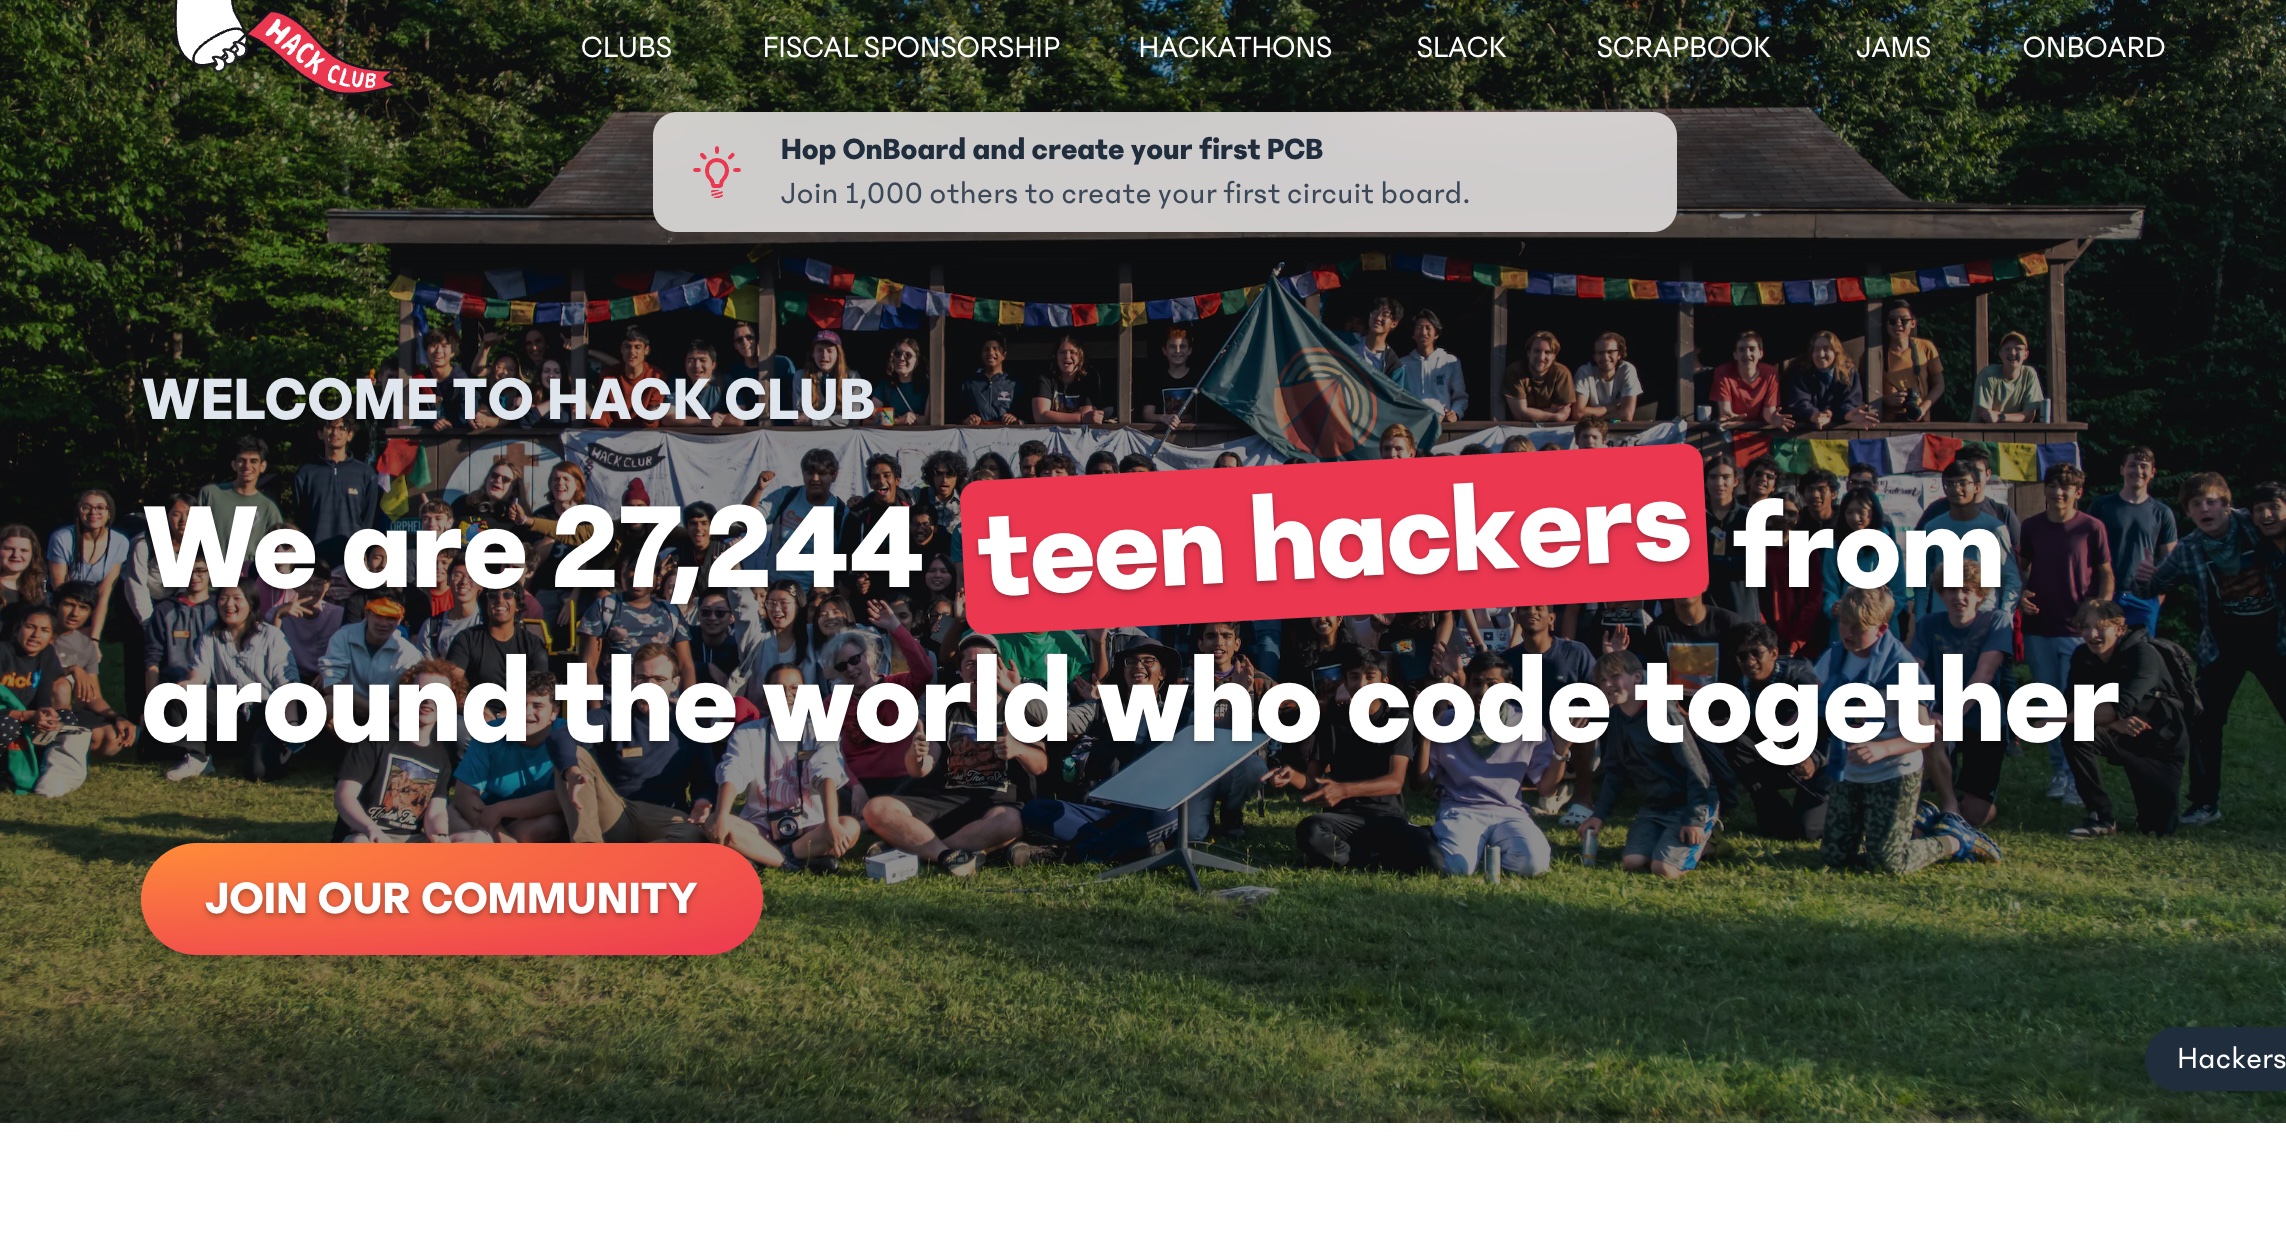 HACK CLUB
CLUBS
FISCAL SPONSORSHIP
HACKATHONS
SLACK
SCRAPBOOK
JAMS
ONBOARD
Hop OnBoard and create your first PCB
Join 1,000 others to create your first circuit board.
WELCOME TO HACK CLUB
HACK CLUB
We are 27,244 teen hackers from
around the world who code together
JOIN OUR COMMUNITY
Hackers